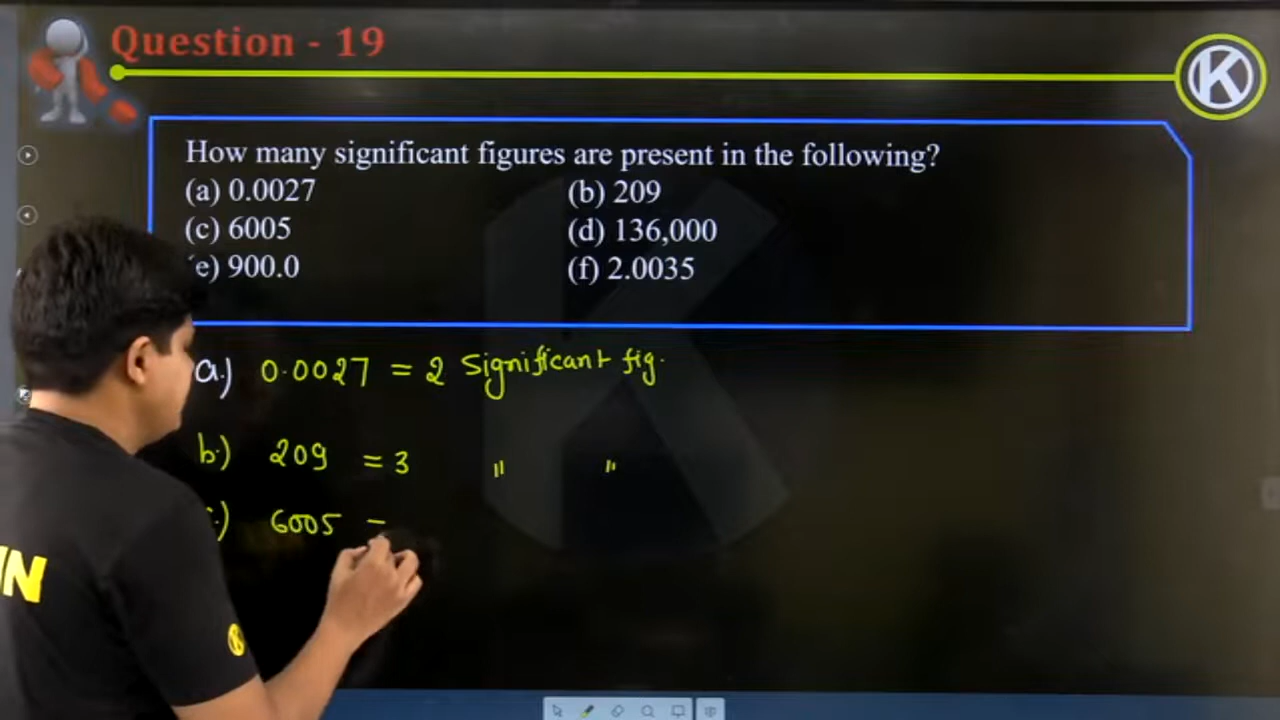 Question - 19
K
How many significant figures are present in the following?
(a) 0.0027 (b) 209
(c) 6005 (d) 136,000
e) 900.0 (f) 2.0035
a.) 0.0027 = 2 Significant fig.
b.) 209 = 3 " "
) 6005 =
IN
K